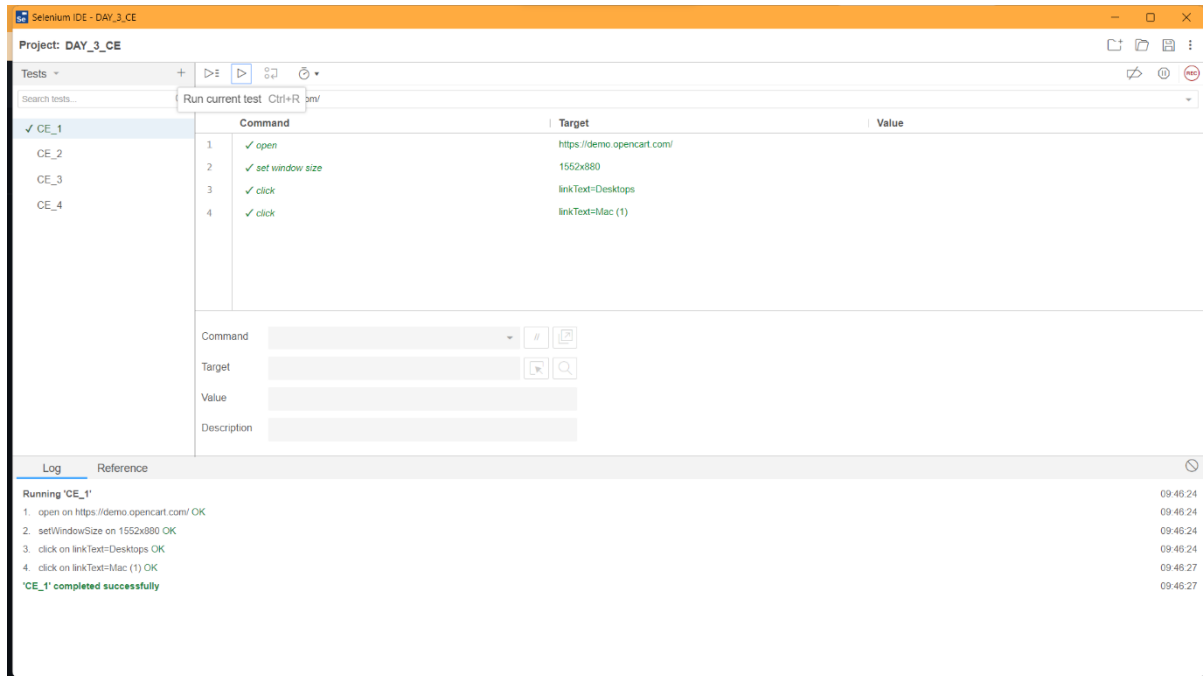 Selenium IDE - DAY_3_CE
Project: DAY_3_CE
Tests
Search tests...
Run current test Ctrl+R
om/
Command Target Value
✓ CE_1
CE_2
CE_3
CE_4
1 ✓ open https://demo.opencart.com/
2 ✓ set window size 1552x880
3 ✓ click linkText=Desktops
4 ✓ click linkText=Mac (1)
Command //
Target
Value
Description
Log Reference
Running 'CE_1' 09:46:24
1. open on https://demo.opencart.com/ OK 09:46:24
2. setWindowSize on 1552x880 OK 09:46:24
3. click on linkText=Desktops OK 09:46:24
4. click on linkText=Mac (1) OK 09:46:27
'CE_1' completed successfully 09:46:27
Se
REC